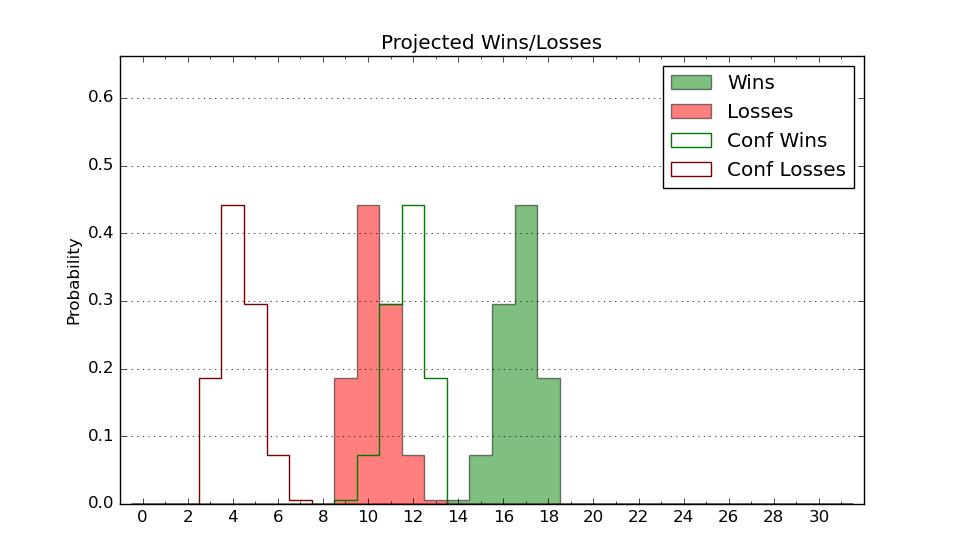 Projected Wins/Losses
Wins
Losses
Conf Wins
Conf Losses
Probability
0.6
0.5
0.4
0.3
0.2
0.1
0.0
0 2 4 6 8 10 12 14 16 18 20 22 24 26 28 30